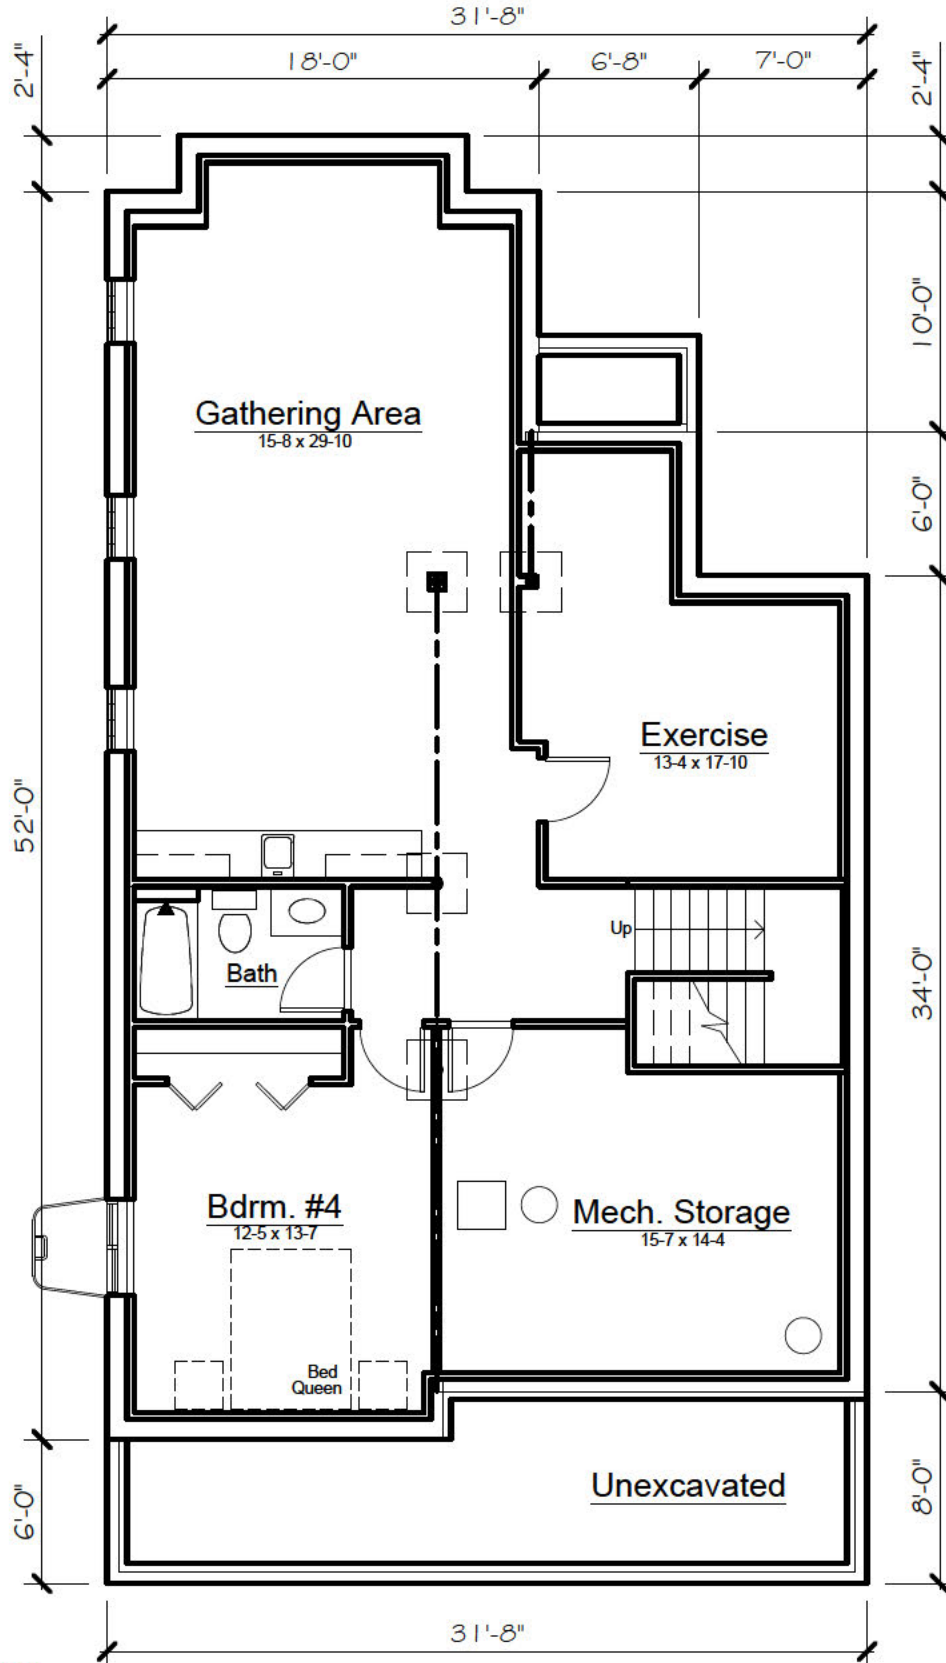 31'-8"
18'-0"
6'-8"
7'-0"
2'-4"
2'-4"
10'-0"
Gathering Area
15-8 x 29-10
6'-0"
Exercise
13-4 x 17-10
52'-0"
Up
Bath
34'-0"
Bdrm. #4
12-5 x 13-7
Mech. Storage
15-7 x 14-4
Bed
Queen
Unexcavated
6'-0"
8'-0"
31'-8"